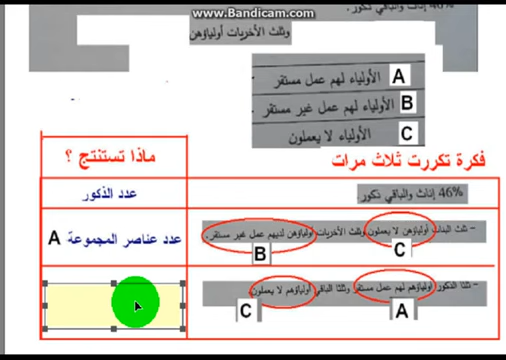 www.Bandicam.com
46% إناث والباقي ذكور.
وثلث الأخريات أولياؤهن
A الأولياء لهم عمل مستقر
B الأولياء لهم عمل غير مستقر
C الأولياء لا يعملون
فكرة تكررت ثلاث مرات
ماذا تستنتج ؟
46% إناث والباقي ذكور
عدد الذكور
- ثلث البنات أولياؤهن لا يعملون وثلث الأخريات أولياؤهن لديهم عمل غير مستقر.
C
B
عدد عناصر المجموعة A
- ثلثا الذكور أولياؤهم لهم عمل مستقر وثلثا الباقي أولياؤهم لا يعملون
A
C